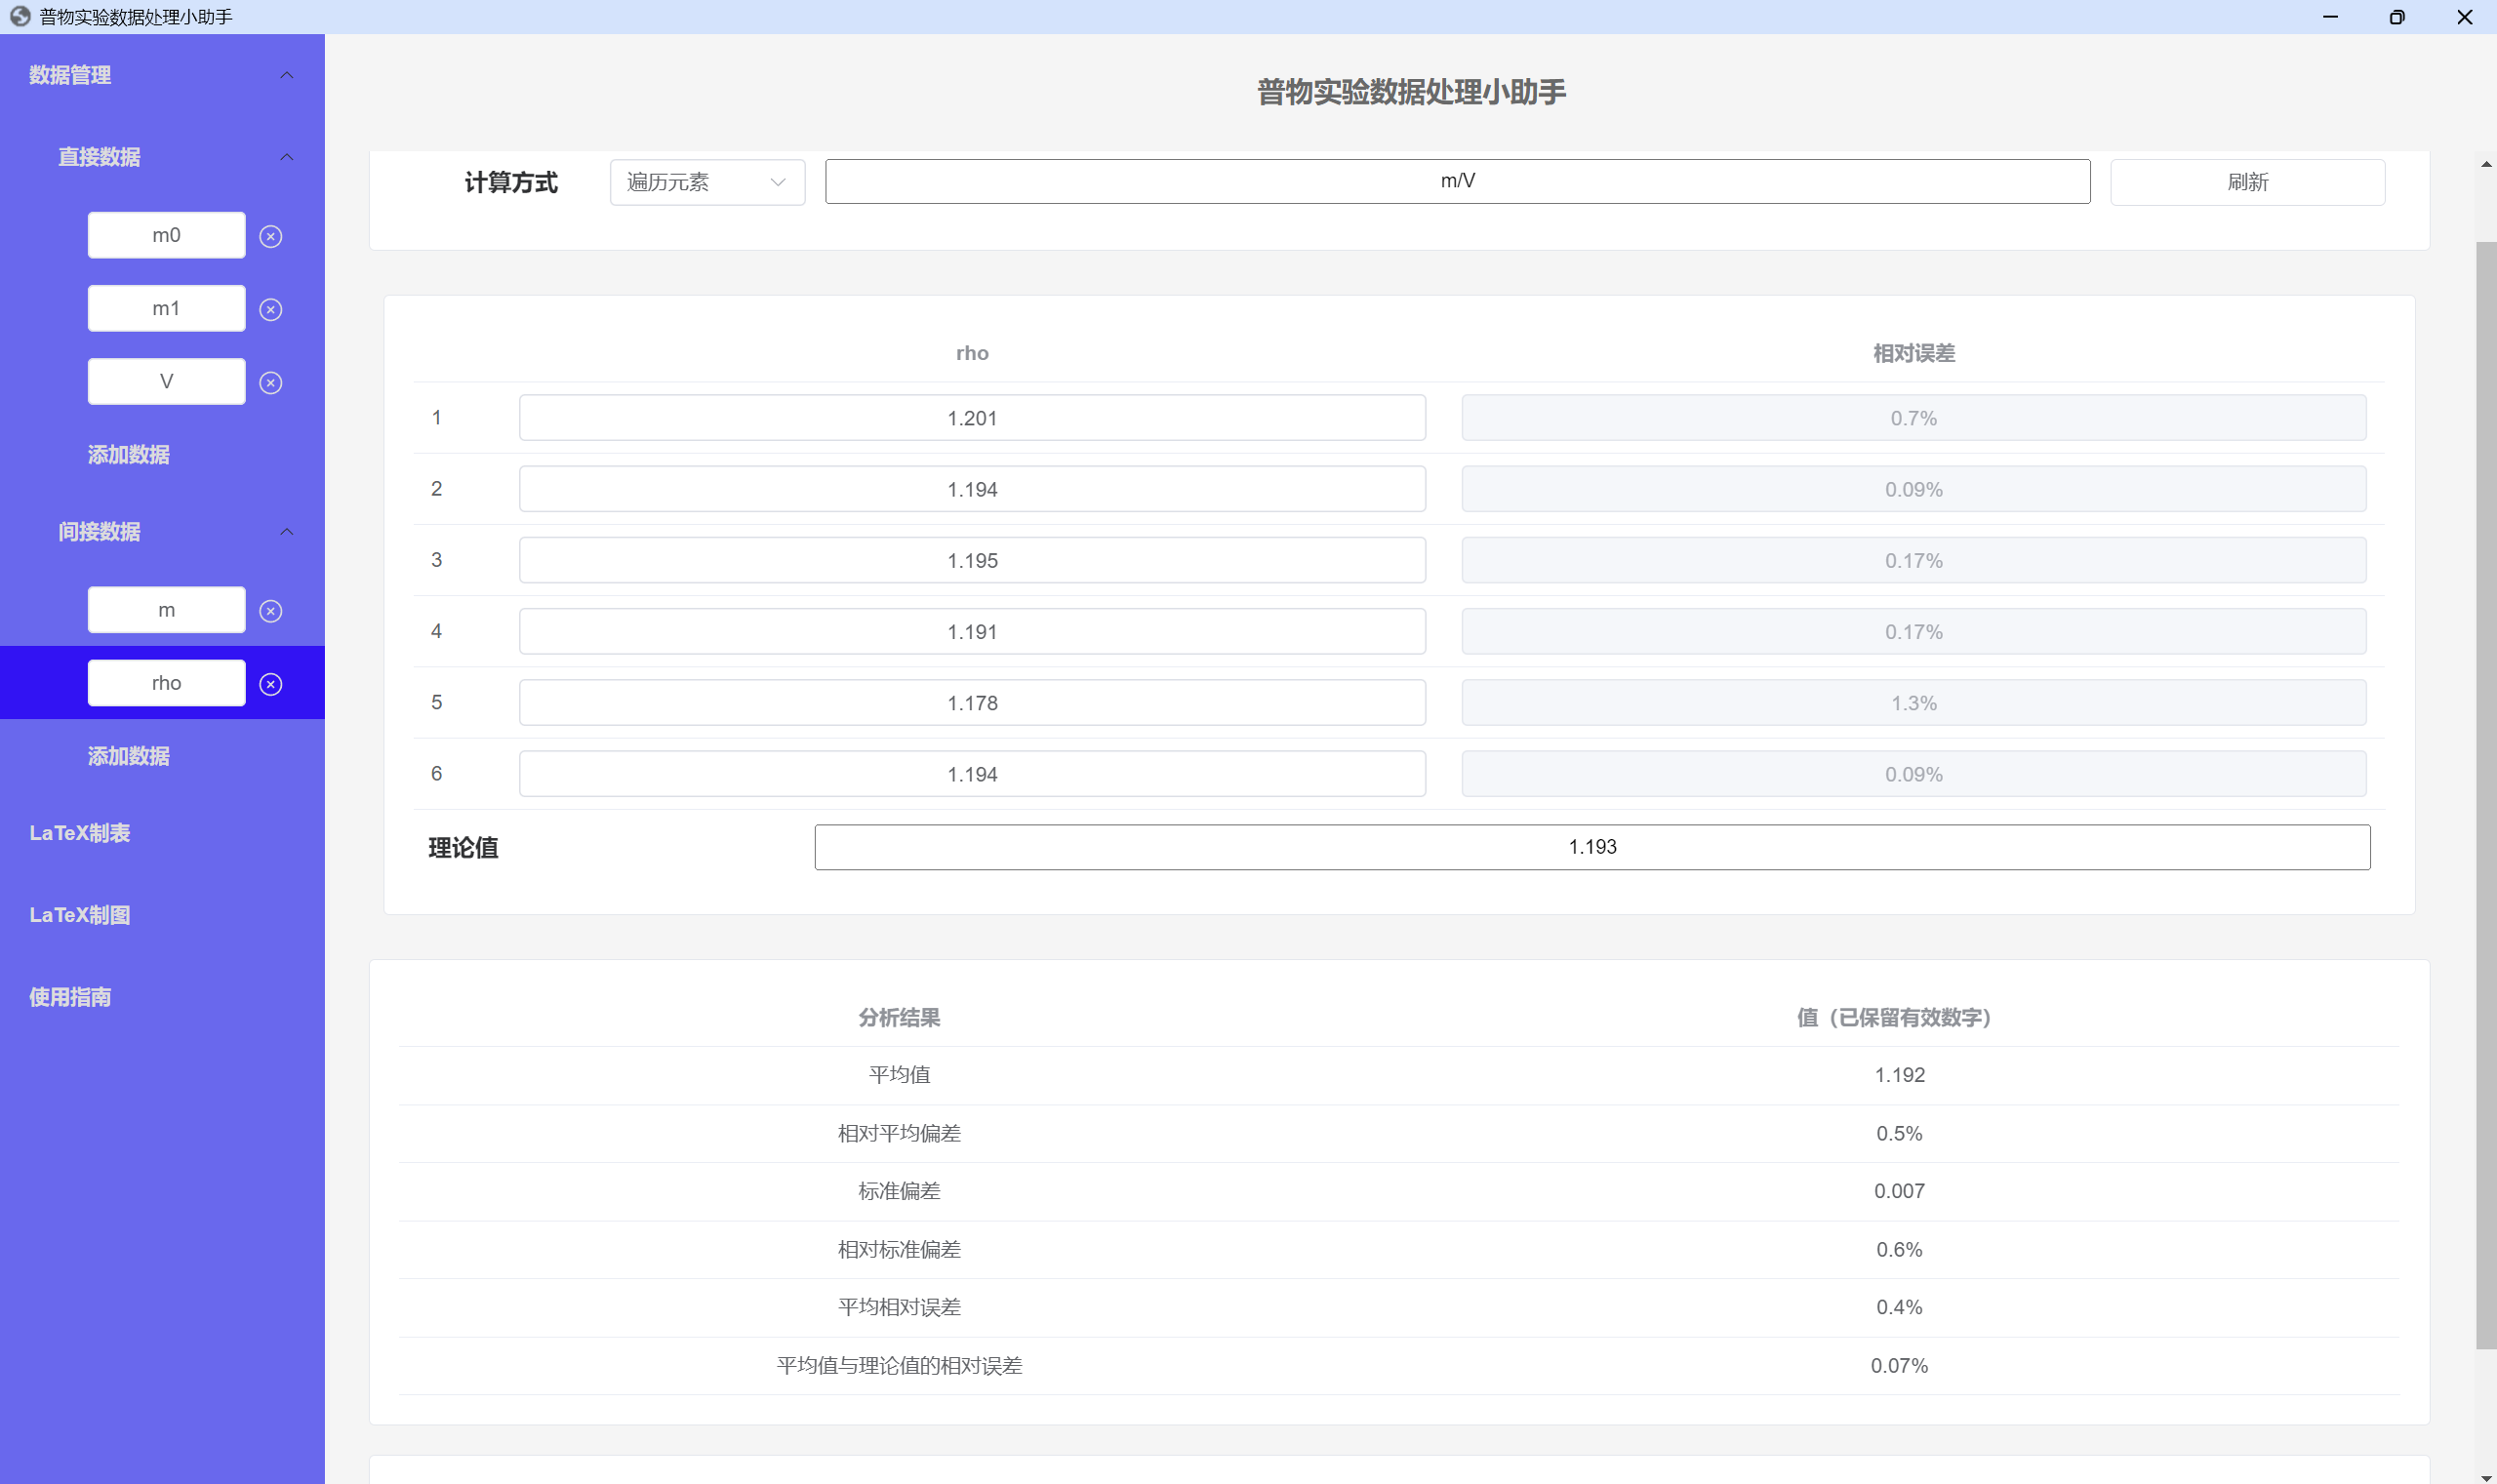 普物实验数据处理小助手
数据管理
直接数据
m0
m1
V
添加数据
间接数据
m
rho
添加数据
LaTeX制表
LaTeX制图
使用指南
普物实验数据处理小助手
计算方式 遍历元素 m/V 刷新
rho 相对误差
1 1.201 0.7%
2 1.194 0.09%
3 1.195 0.17%
4 1.191 0.17%
5 1.178 1.3%
6 1.194 0.09%
理论值 1.193
分析结果 值（已保留有效数字）
平均值 1.192
相对平均偏差 0.5%
标准偏差 0.007
相对标准偏差 0.6%
平均相对误差 0.4%
平均值与理论值的相对误差 0.07%